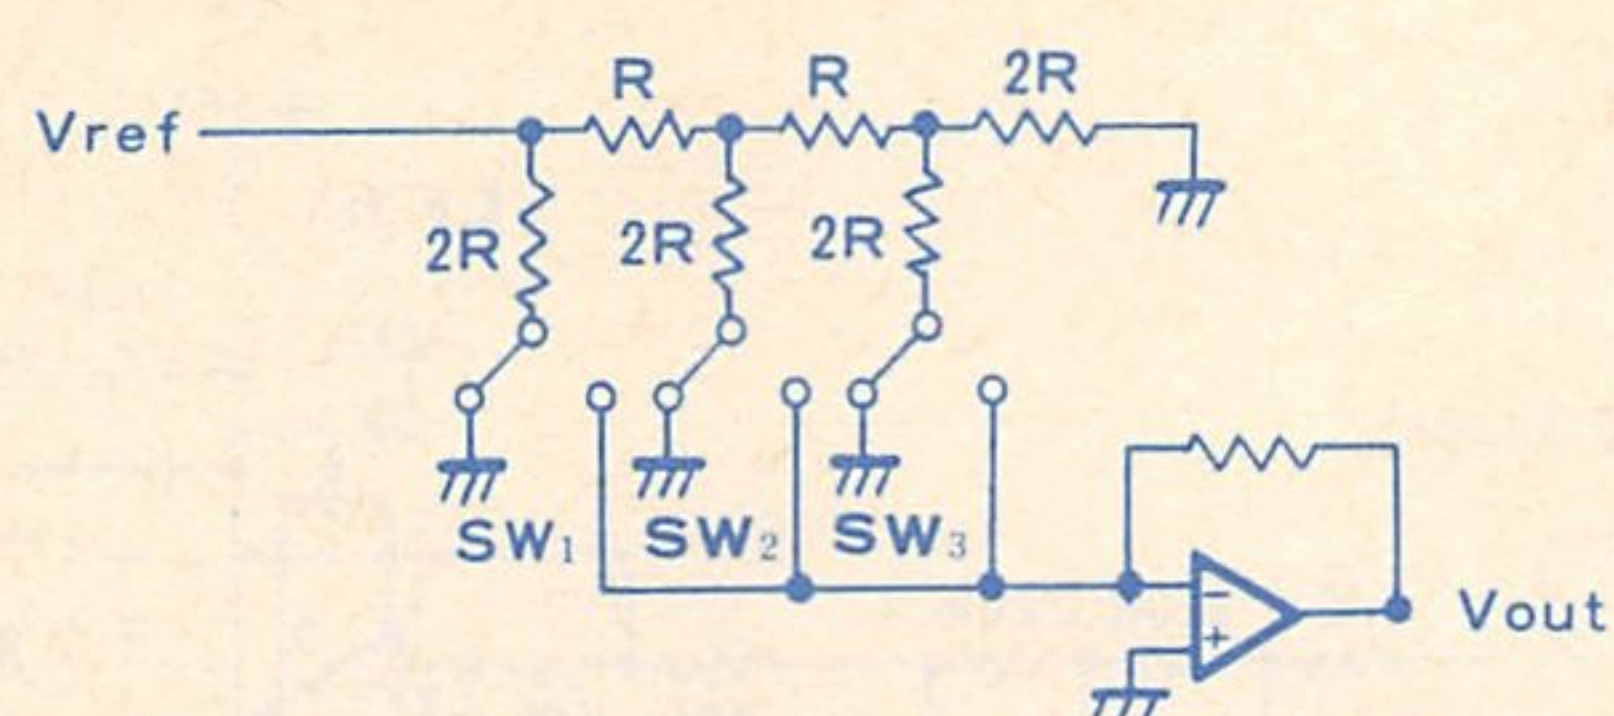 R R 2R
Vref
2R 2R 2R
SW1 SW2 SW3
−
+
Vout